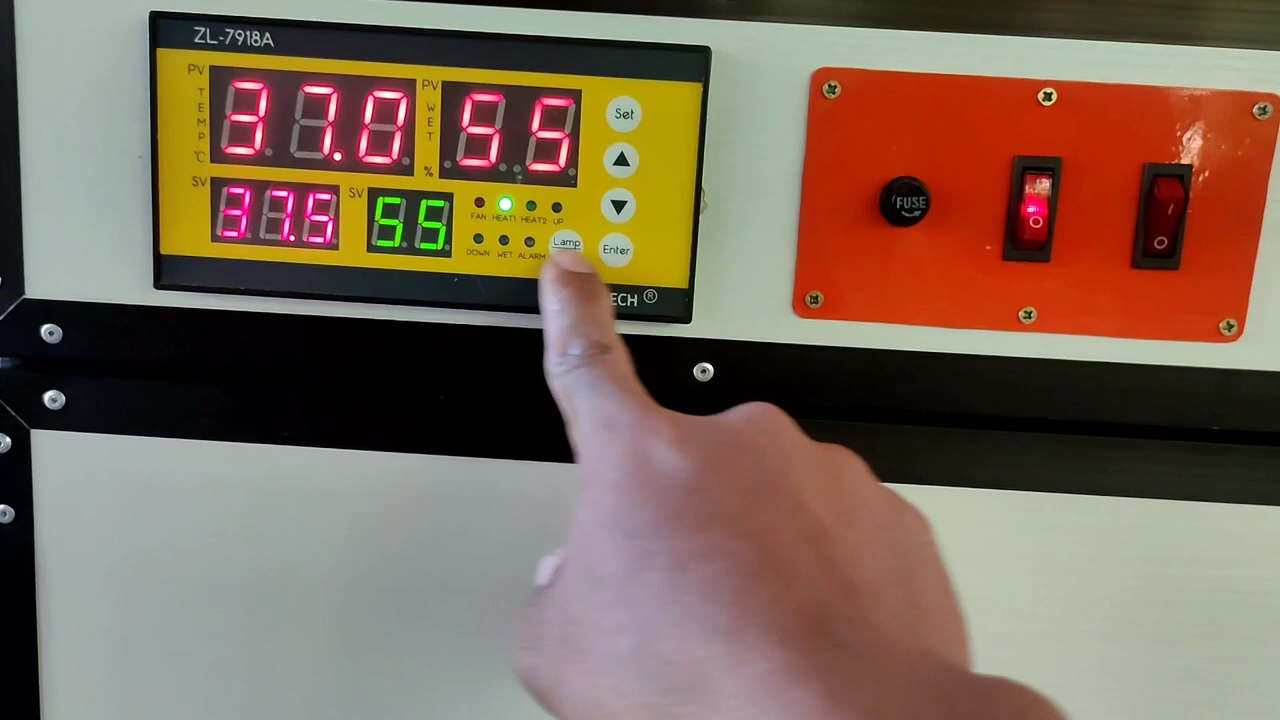 ZL-7918A
PV
TEMP
℃
37.0
PV
WET
%
55
Set
▲
▼
SV
37.5
SV
55
FAN HEAT1 HEAT2 UP
DOWN WET ALARM
Lamp
Enter
ECH ®
FUSE